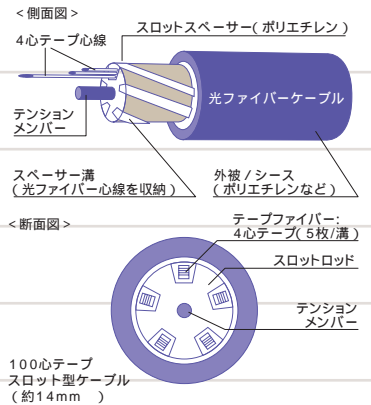 <側面図>
スロットスペーサー(ポリエチレン)
4心テープ心線
光ファイバーケーブル
テンション
メンバー
スペーサー溝
(光ファイバー心線を収納)
外被/シース
(ポリエチレンなど)
<断面図>
テープファイバー:
4心テープ(5枚/溝)
スロットロッド
テンション
メンバー
100心テープ
スロット型ケーブル
(約14mm )